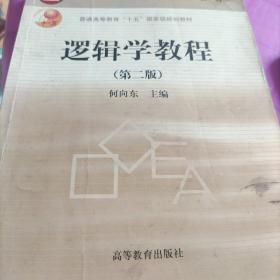 普通高等教育“十五”国家级规划教材
逻辑学教程
(第二版)
何向东 主编
高等教育出版社